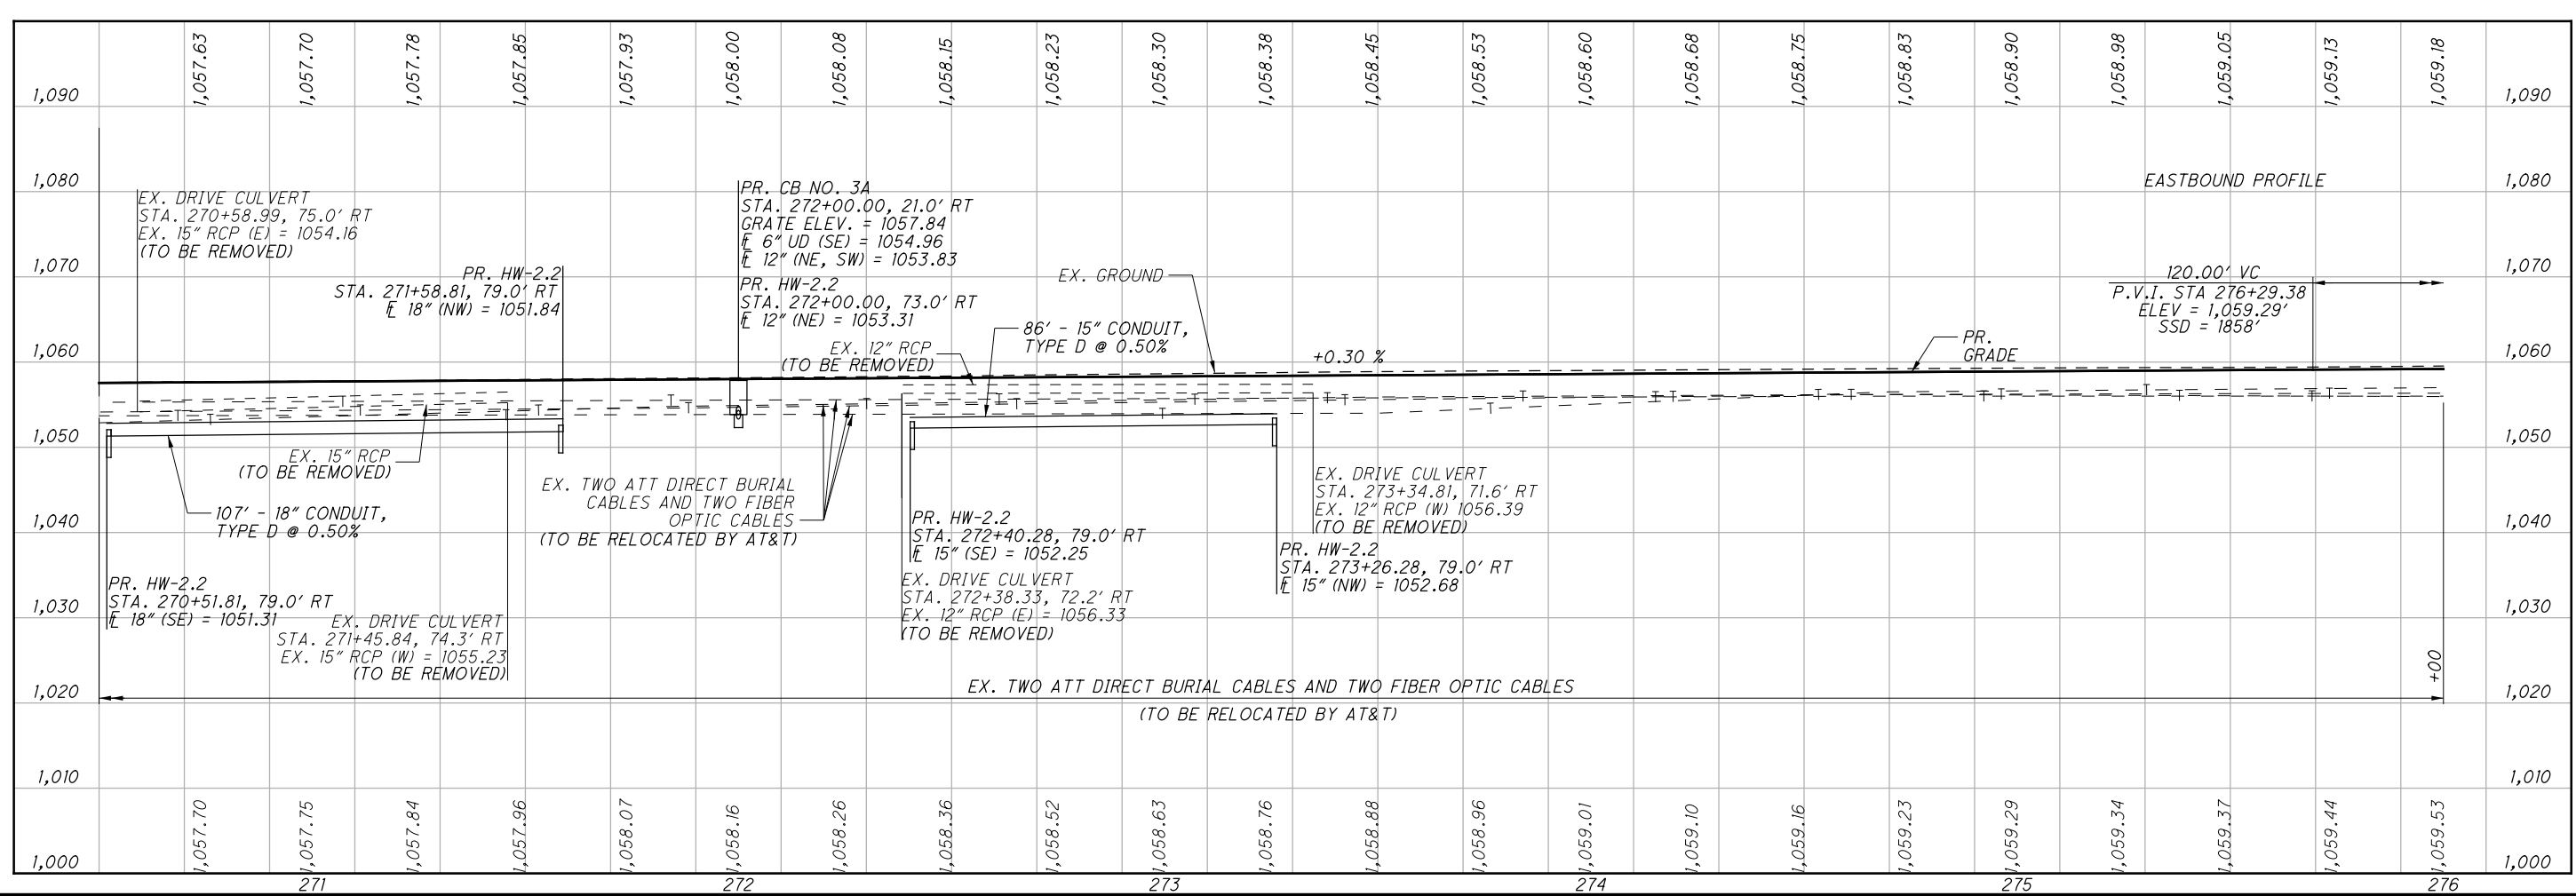 1,057.63
1,057.70
1,057.78
1,057.85
1,057.93
1,058.00
1,058.08
1,058.15
1,058.23
1,058.30
1,058.38
1,058.45
1,058.53
1,058.60
1,058.68
1,058.75
1,058.83
1,058.90
1,058.98
1,059.05
1,059.13
1,059.18
1,090
1,090
1,080
1,080
EASTBOUND PROFILE
EX. DRIVE CULVERT
STA. 270+58.99, 75.0' RT
EX. 15" RCP (E) = 1054.16
(TO BE REMOVED)
PR. CB NO. 3A
STA. 272+00.00, 21.0' RT
GRATE ELEV. = 1057.84
℄ 6" UD (SE) = 1054.96
℄ 12" (NE, SW) = 1053.83
PR. HW-2.2
STA. 272+00.00, 73.0' RT
℄ 12" (NE) = 1053.31
1,070
1,070
PR. HW-2.2
STA. 271+58.81, 79.0' RT
℄ 18" (NW) = 1051.84
EX. GROUND
120.00' VC
P.V.I. STA 276+29.38
ELEV = 1,059.29'
SSD = 1858'
86' - 15" CONDUIT,
TYPE D @ 0.50%
EX. 12" RCP
(TO BE REMOVED)
+0.30 %
PR.
GRADE
1,060
1,060
1,050
1,050
EX. 15" RCP
(TO BE REMOVED)
107' - 18" CONDUIT,
TYPE D @ 0.50%
EX. TWO ATT DIRECT BURIAL
CABLES AND TWO FIBER
OPTIC CABLES
(TO BE RELOCATED BY AT&T)
EX. DRIVE CULVERT
STA. 273+34.81, 71.6' RT
EX. 12" RCP (W) 1056.39
(TO BE REMOVED)
1,040
1,040
PR. HW-2.2
STA. 272+40.28, 79.0' RT
℄ 15" (SE) = 1052.25
PR. HW-2.2
STA. 273+26.28, 79.0' RT
℄ 15" (NW) = 1052.68
EX. DRIVE CULVERT
STA. 272+38.33, 72.2' RT
EX. 12" RCP (E) = 1056.33
(TO BE REMOVED)
PR. HW-2.2
STA. 270+51.81, 79.0' RT
℄ 18" (SE) = 1051.31
1,030
1,030
EX. DRIVE CULVERT
STA. 271+45.84, 74.3' RT
EX. 15" RCP (W) = 1055.23
(TO BE REMOVED)
+00
1,020
1,020
EX. TWO ATT DIRECT BURIAL CABLES AND TWO FIBER OPTIC CABLES
(TO BE RELOCATED BY AT&T)
1,010
1,010
1,057.70
1,057.75
1,057.84
1,057.96
1,058.07
1,058.16
1,058.26
1,058.36
1,058.52
1,058.63
1,058.76
1,058.88
1,058.96
1,059.01
1,059.10
1,059.16
1,059.23
1,059.29
1,059.34
1,059.37
1,059.44
1,059.53
1,000
1,000
271
272
273
274
275
276